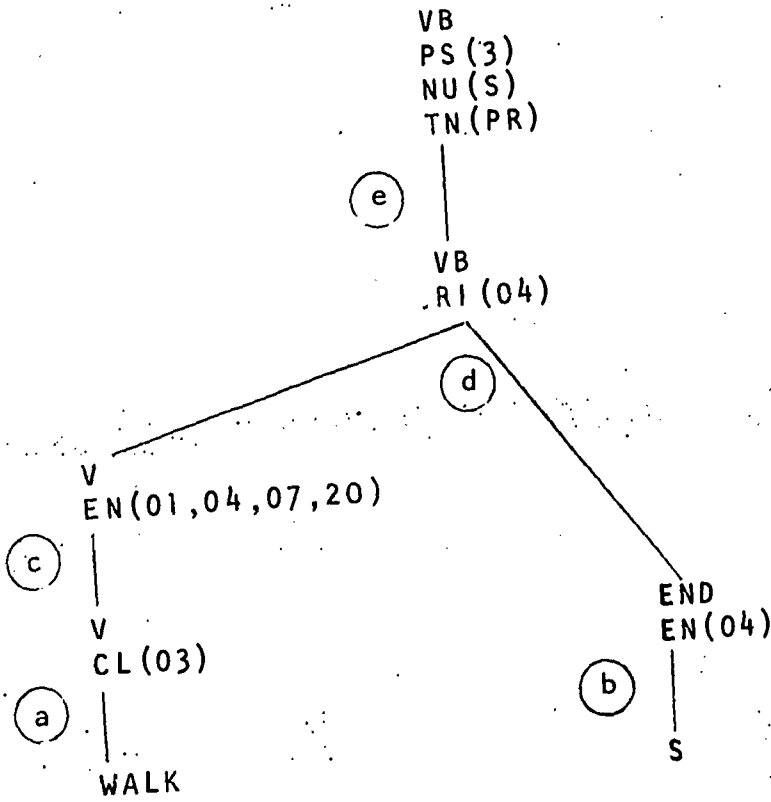 VB
PS(3)
NU(S)
TN(PR)
e
VB
RI(04)
d
V
EN(01,04,07,20)
c
END
EN(04)
V
CL(03)
b
a
S
WALK